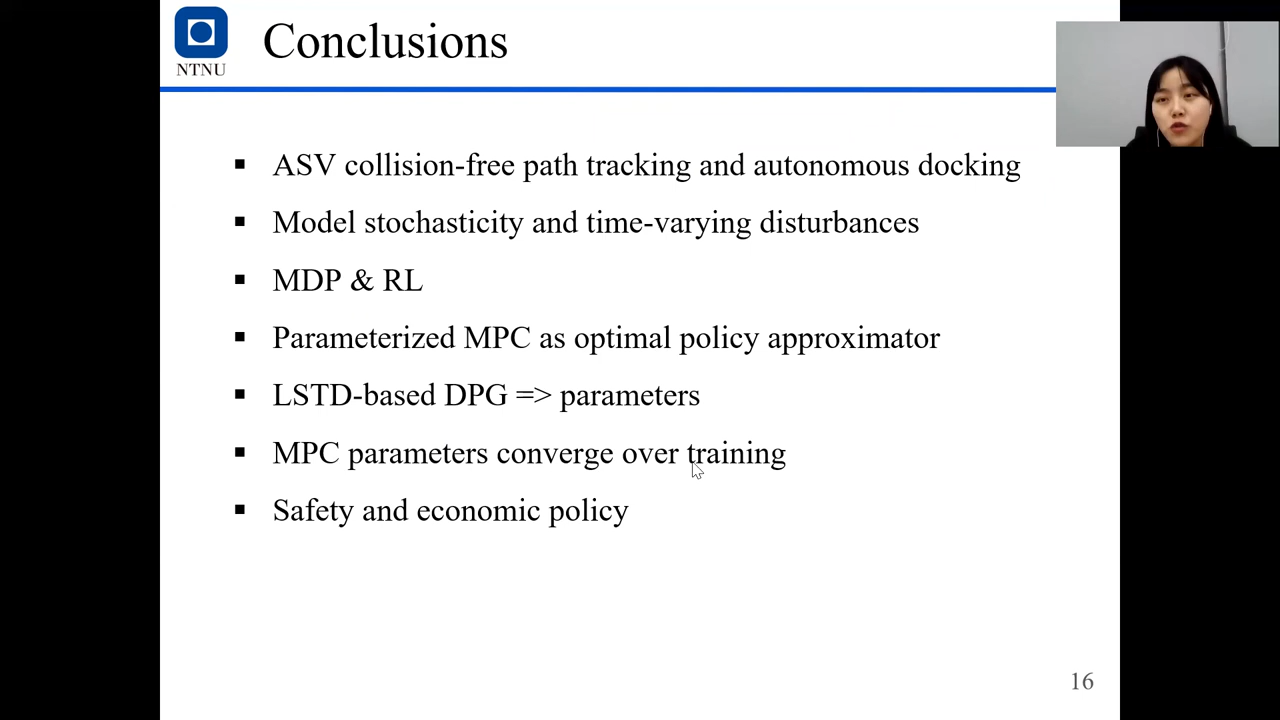 NTNU
Conclusions
ASV collision-free path tracking and autonomous docking
Model stochasticity and time-varying disturbances
MDP & RL
Parameterized MPC as optimal policy approximator
LSTD-based DPG => parameters
MPC parameters converge over training
Safety and economic policy
16